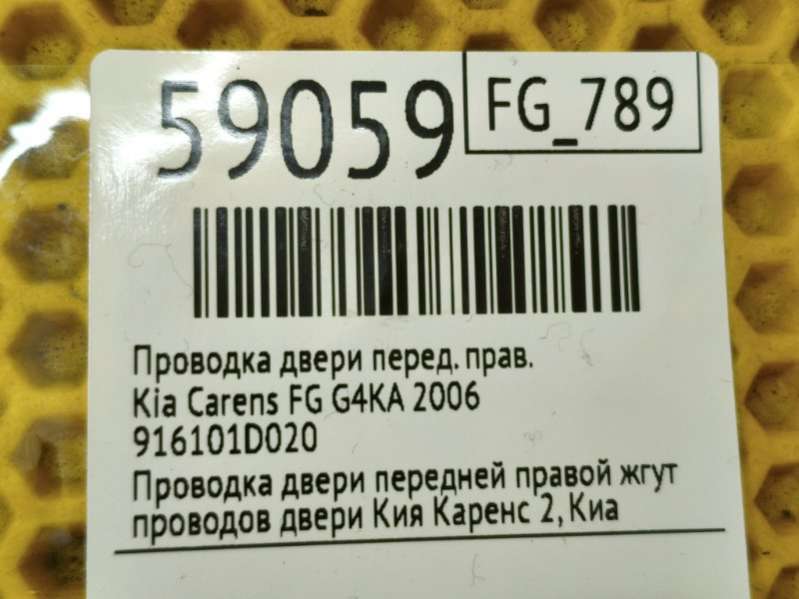 59059
FG_789
Проводка двери перед. прав.
Kia Carens FG G4KA 2006
916101D020
Проводка двери передней правой жгут
проводов двери Кия Каренс 2, Киа